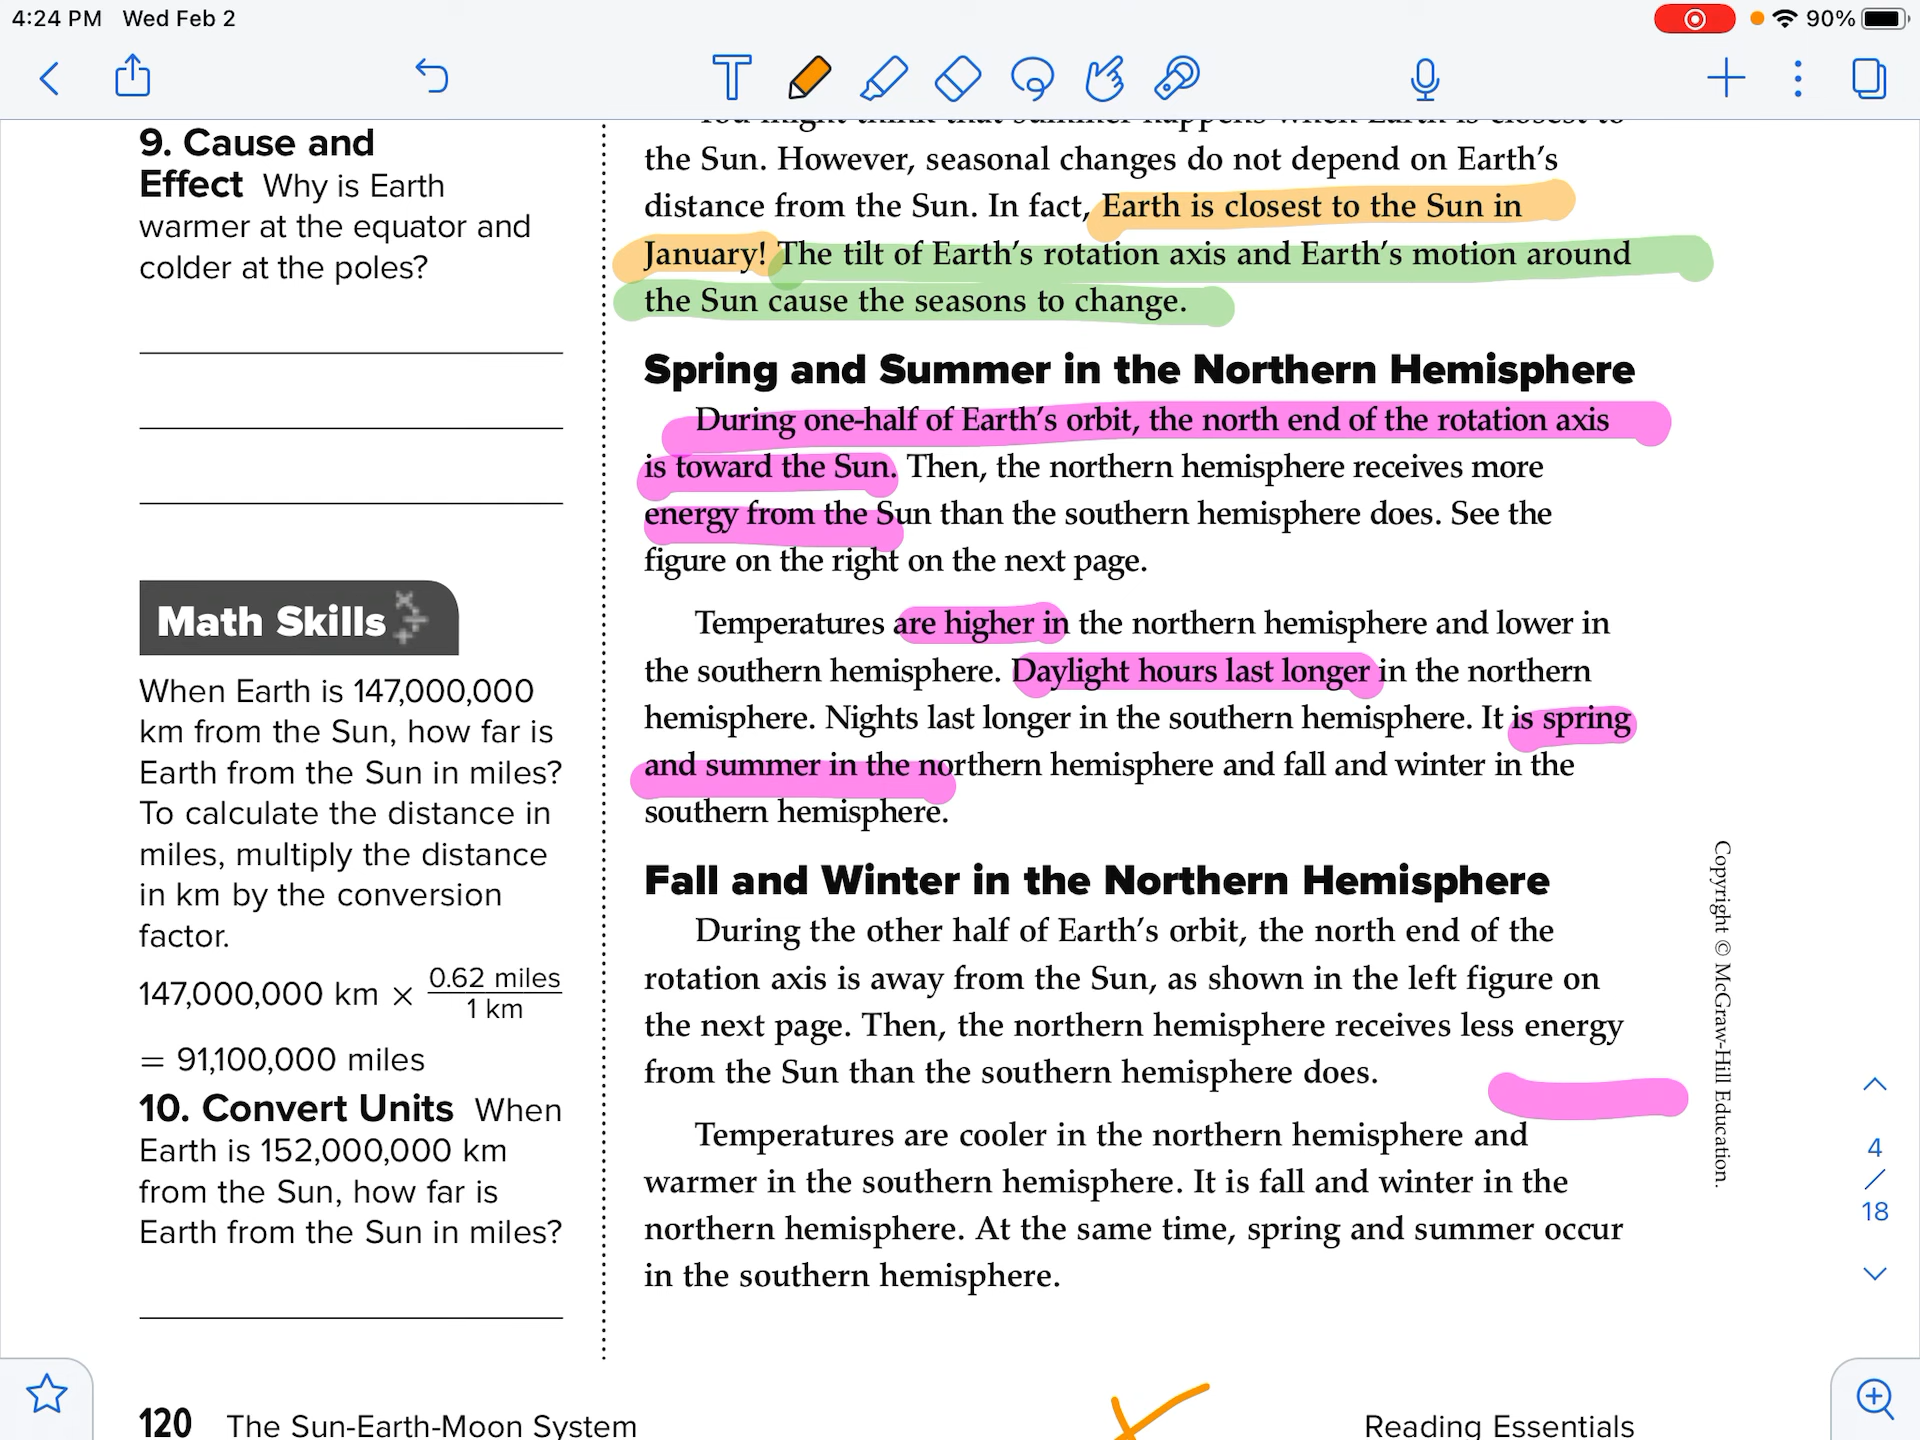 4:24 PM Wed Feb 2
90%
9. Cause and
Effect Why is Earth
warmer at the equator and
colder at the poles?
Math Skills
When Earth is 147,000,000
km from the Sun, how far is
Earth from the Sun in miles?
To calculate the distance in
miles, multiply the distance
in km by the conversion
factor.
147,000,000 km × 0.62 miles
1 km
= 91,100,000 miles
10. Convert Units When
Earth is 152,000,000 km
from the Sun, how far is
Earth from the Sun in miles?
You might think that summer happens when Earth is closest to
the Sun. However, seasonal changes do not depend on Earth's
distance from the Sun. In fact, Earth is closest to the Sun in
January! The tilt of Earth's rotation axis and Earth's motion around
the Sun cause the seasons to change.
Spring and Summer in the Northern Hemisphere
During one-half of Earth's orbit, the north end of the rotation axis
is toward the Sun. Then, the northern hemisphere receives more
energy from the Sun than the southern hemisphere does. See the
figure on the right on the next page.
Temperatures are higher in the northern hemisphere and lower in
the southern hemisphere. Daylight hours last longer in the northern
hemisphere. Nights last longer in the southern hemisphere. It is spring
and summer in the northern hemisphere and fall and winter in the
southern hemisphere.
Fall and Winter in the Northern Hemisphere
During the other half of Earth's orbit, the north end of the
rotation axis is away from the Sun, as shown in the left figure on
the next page. Then, the northern hemisphere receives less energy
from the Sun than the southern hemisphere does.
Temperatures are cooler in the northern hemisphere and
warmer in the southern hemisphere. It is fall and winter in the
northern hemisphere. At the same time, spring and summer occur
in the southern hemisphere.
Copyright © McGraw-Hill Education.
4
/
18
120 The Sun-Earth-Moon System
Reading Essentials